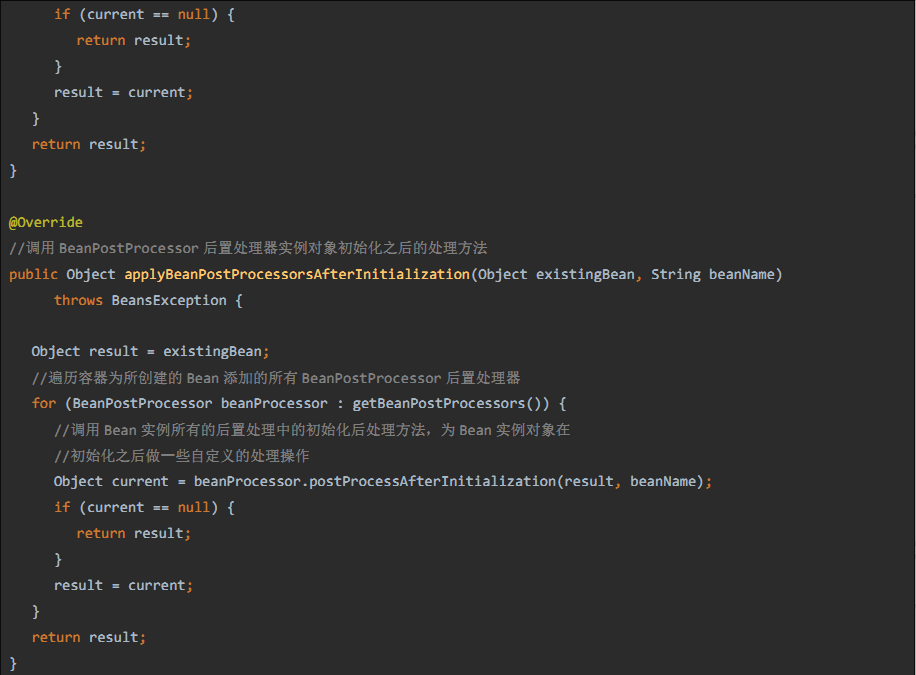 if (current == null) {
return result;
}
result = current;
}
return result;
}
@Override
//调用 BeanPostProcessor 后置处理器实例对象初始化之后的处理方法
public Object applyBeanPostProcessorsAfterInitialization(Object existingBean, String beanName)
throws BeansException {
Object result = existingBean;
//遍历容器为所创建的 Bean 添加的所有 BeanPostProcessor 后置处理器
for (BeanPostProcessor beanProcessor : getBeanPostProcessors()) {
//调用 Bean 实例所有的后置处理中的初始化后处理方法，为 Bean 实例对象在
//初始化之后做一些自定义的处理操作
Object current = beanProcessor.postProcessAfterInitialization(result, beanName);
if (current == null) {
return result;
}
result = current;
}
return result;
}